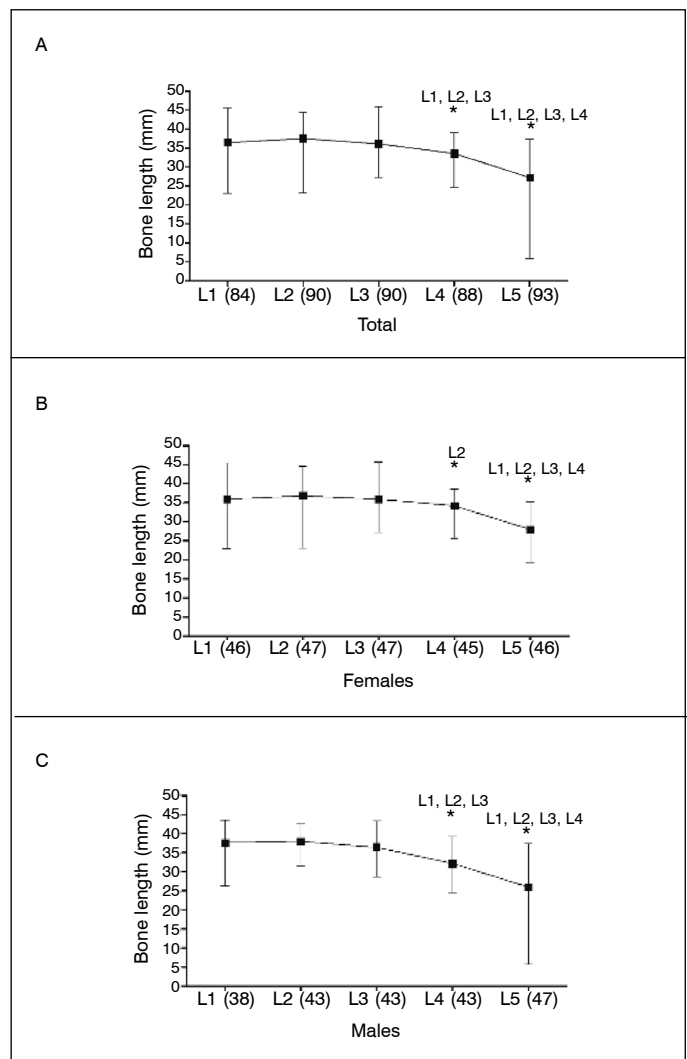 A
L1, L2, L3
*
L1, L2, L3, L4
*
Bone length (mm)
50
45
40
35
30
25
20
15
10
5
0
L1 (84) L2 (90) L3 (90) L4 (88) L5 (93)
Total
B
L2
*
L1, L2, L3, L4
*
Bone length (mm)
50
45
40
35
30
25
20
15
10
5
0
L1 (46) L2 (47) L3 (47) L4 (45) L5 (46)
Females
C
L1, L2, L3
*
L1, L2, L3, L4
*
Bone length (mm)
50
45
40
35
30
25
20
15
10
5
0
L1 (38) L2 (43) L3 (43) L4 (43) L5 (47)
Males